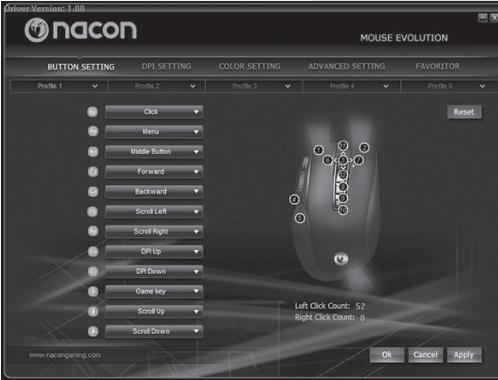 Driver Version: 1.00
nacon
MOUSE EVOLUTION
BUTTON SETTING DPI SETTING COLOR SETTING ADVANCED SETTING FAVORITOR
Profile 1 Profile 2 Profile 3 Profile 4 Profile 5
Reset
Click
Menu
Middle Button
Forward
Backward
Scroll Left
Scroll Right
DPI Up
DPI Down
Game key
Scroll Up
Scroll Down
Left Click Count: 52
Right Click Count: 0
www.nacongaming.com
Ok Cancel Apply